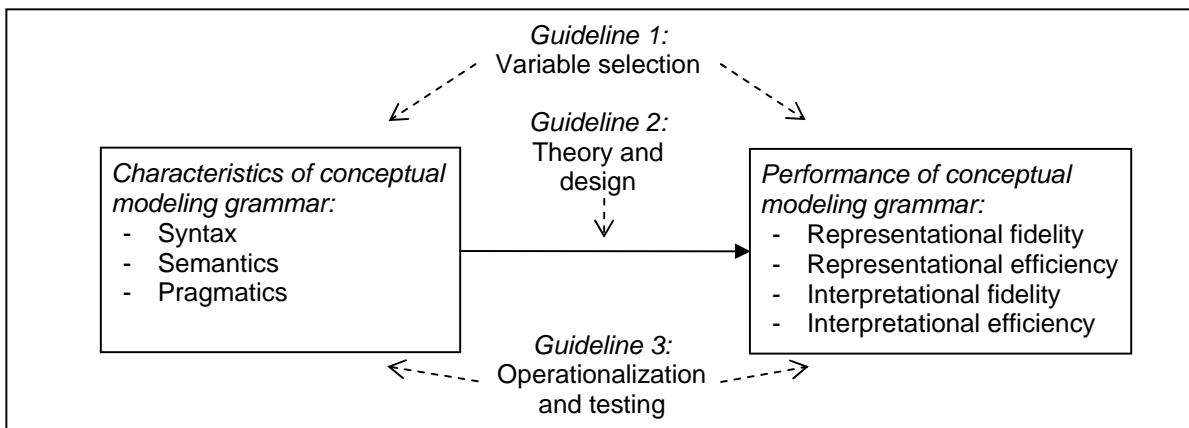 Guideline 1:
Variable selection
Guideline 2:
Theory and
design
Characteristics of conceptual
modeling grammar:
- Syntax
- Semantics
- Pragmatics
Performance of conceptual
modeling grammar:
- Representational fidelity
- Representational efficiency
- Interpretational fidelity
- Interpretational efficiency
Guideline 3:
Operationalization
and testing